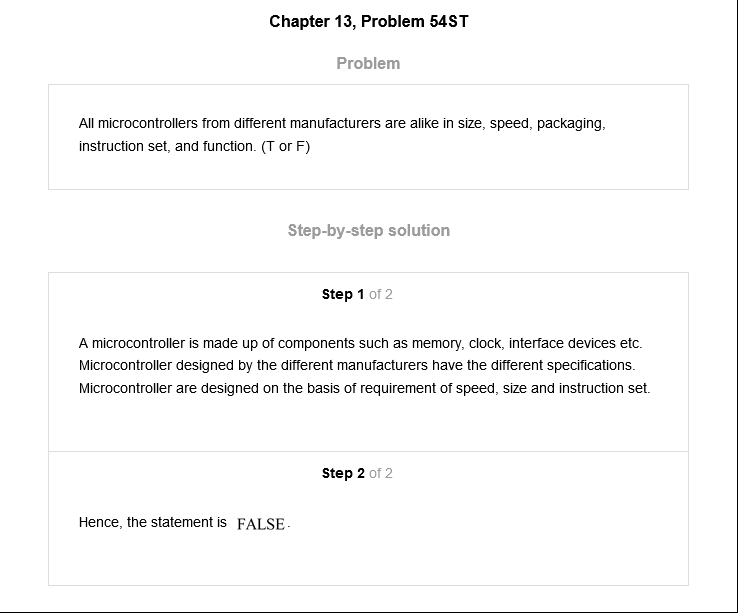 Chapter 13, Problem 54ST
Problem
All microcontrollers from different manufacturers are alike in size, speed, packaging,
instruction set, and function. (T or F)
Step-by-step solution
Step 1 of 2
A microcontroller is made up of components such as memory, clock, interface devices etc.
Microcontroller designed by the different manufacturers have the different specifications.
Microcontroller are designed on the basis of requirement of speed, size and instruction set.
Step 2 of 2
Hence, the statement is FALSE.